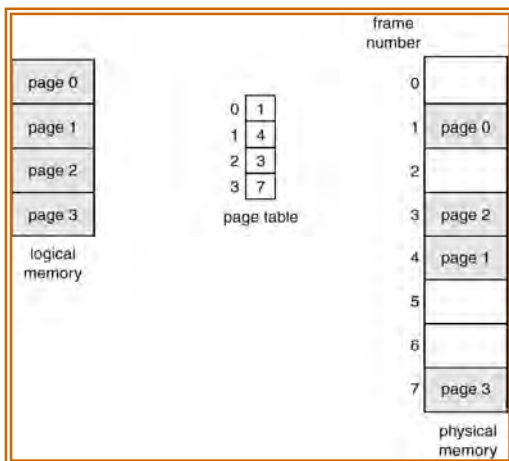 page 0
page 1
page 2
page 3
logical
memory
0 1
1 4
2 3
3 7
page table
frame
number
0
1 page 0
2
3 page 2
4 page 1
5
6
7 page 3
physical
memory